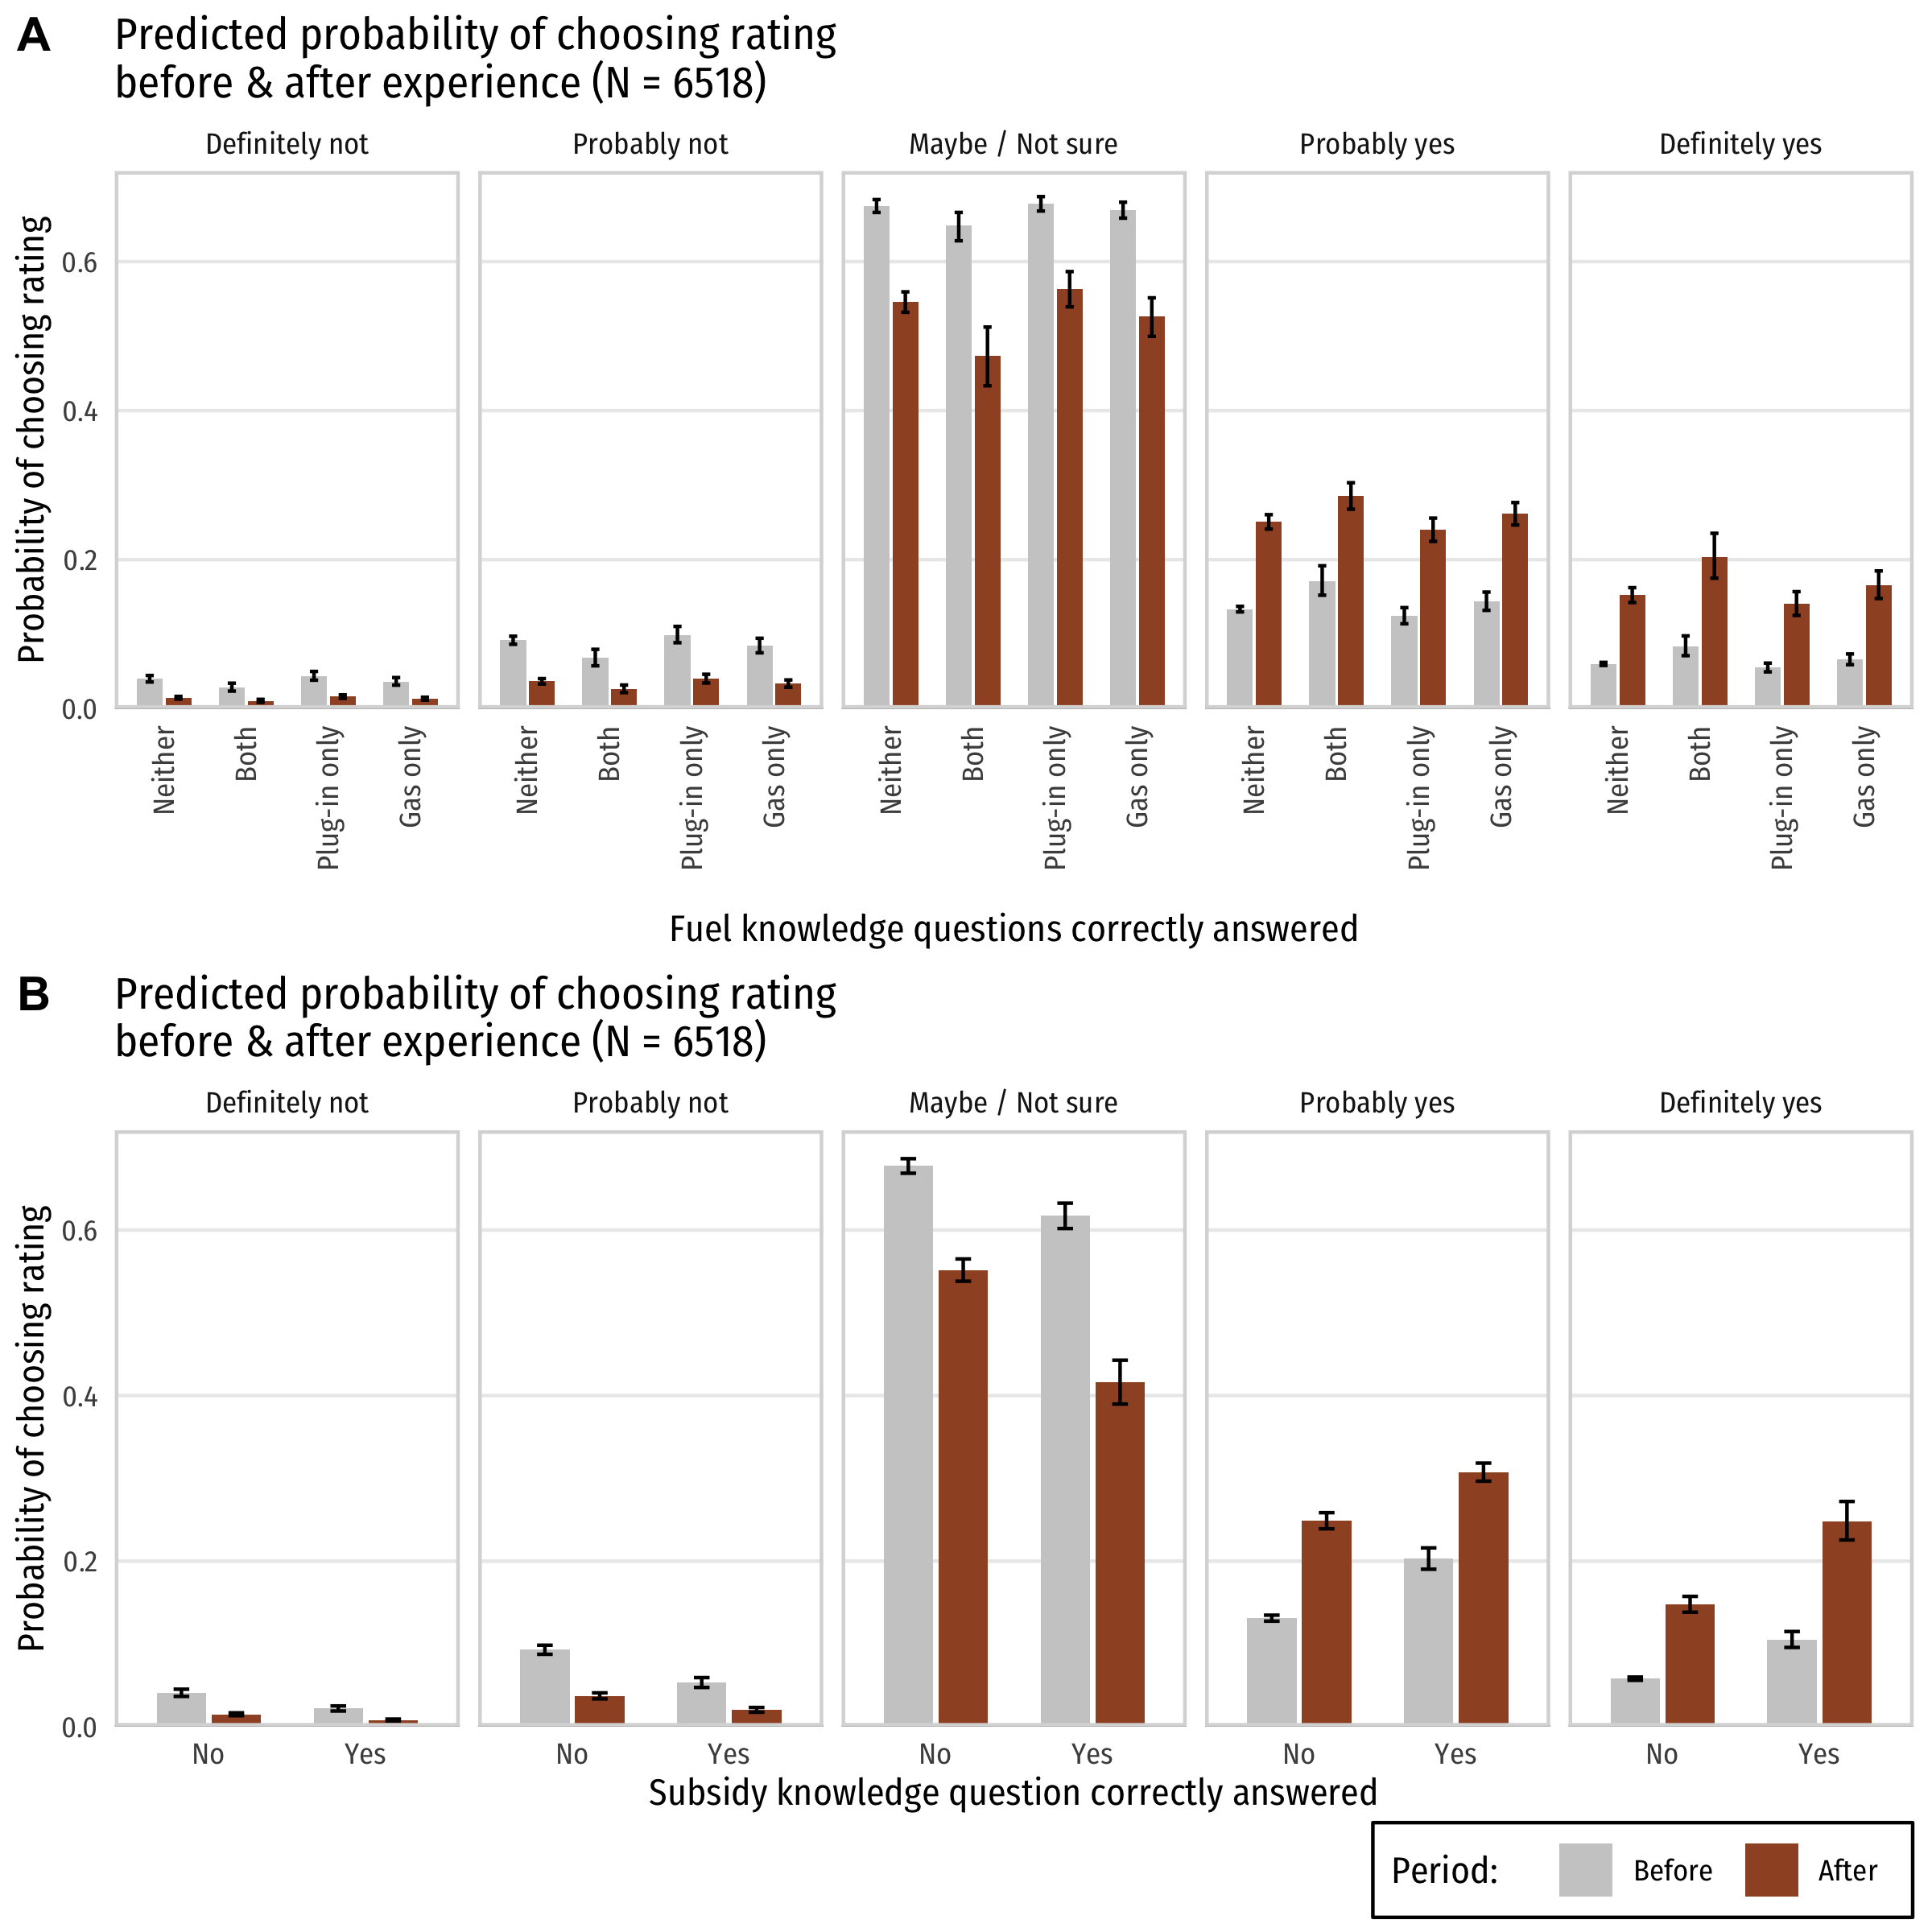 A
Predicted probability of choosing rating
before & after experience (N = 6518)
Definitely not
Probably not
Maybe / Not sure
Probably yes
Definitely yes
Probability of choosing rating
0.6
0.4
0.2
0.0
Neither
Both
Plug-in only
Gas only
Neither
Both
Plug-in only
Gas only
Neither
Both
Plug-in only
Gas only
Neither
Both
Plug-in only
Gas only
Neither
Both
Plug-in only
Gas only
Fuel knowledge questions correctly answered
B
Predicted probability of choosing rating
before & after experience (N = 6518)
Definitely not
Probably not
Maybe / Not sure
Probably yes
Definitely yes
Probability of choosing rating
0.6
0.4
0.2
0.0
No
Yes
No
Yes
No
Yes
No
Yes
No
Yes
Subsidy knowledge question correctly answered
Period:
Before
After